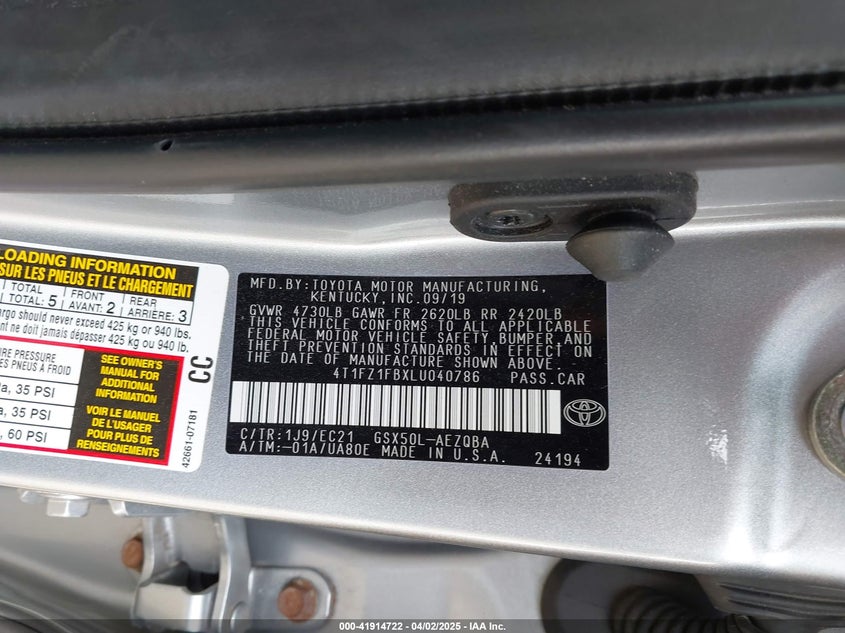 LOADING INFORMATION
SUR LES PNEUS ET LE CHARGEMENT
TOTAL: 5 FRONT AVANT: 2 REAR ARRIÈRE: 3
should never exceed 425 kg or 940 lbs.
ne doit jamais dépasser 425 kg ou 940 lb.
PRESSURE
PNEUS À FROID
35 PSI
35 PSI
60 PSI
SEE OWNER'S
MANUAL FOR
ADDITIONAL
INFORMATION
VOIR LE MANUEL
DE L'USAGER
POUR PLUS DE
RENSEIGNEMENTS
CC
42661-07181
MFD.BY:TOYOTA MOTOR MANUFACTURING,
KENTUCKY,INC.09/19
GVWR 4730LB GAWR FR 2620LB RR 2420LB
THIS VEHICLE CONFORMS TO ALL APPLICABLE
FEDERAL MOTOR VEHICLE SAFETY,BUMPER,AND
THEFT PREVENTION STANDARDS IN EFFECT ON
THE DATE OF MANUFACTURE SHOWN ABOVE.
4T1FZ1FBXLU040786 PASS.CAR
C/TR:1J9/EC21 GSX50L-AEZQBA
A/TM:-01A/UA80E MADE IN U.S.A. 24194
000-41914722 - 04/02/2025 - IAA Inc.